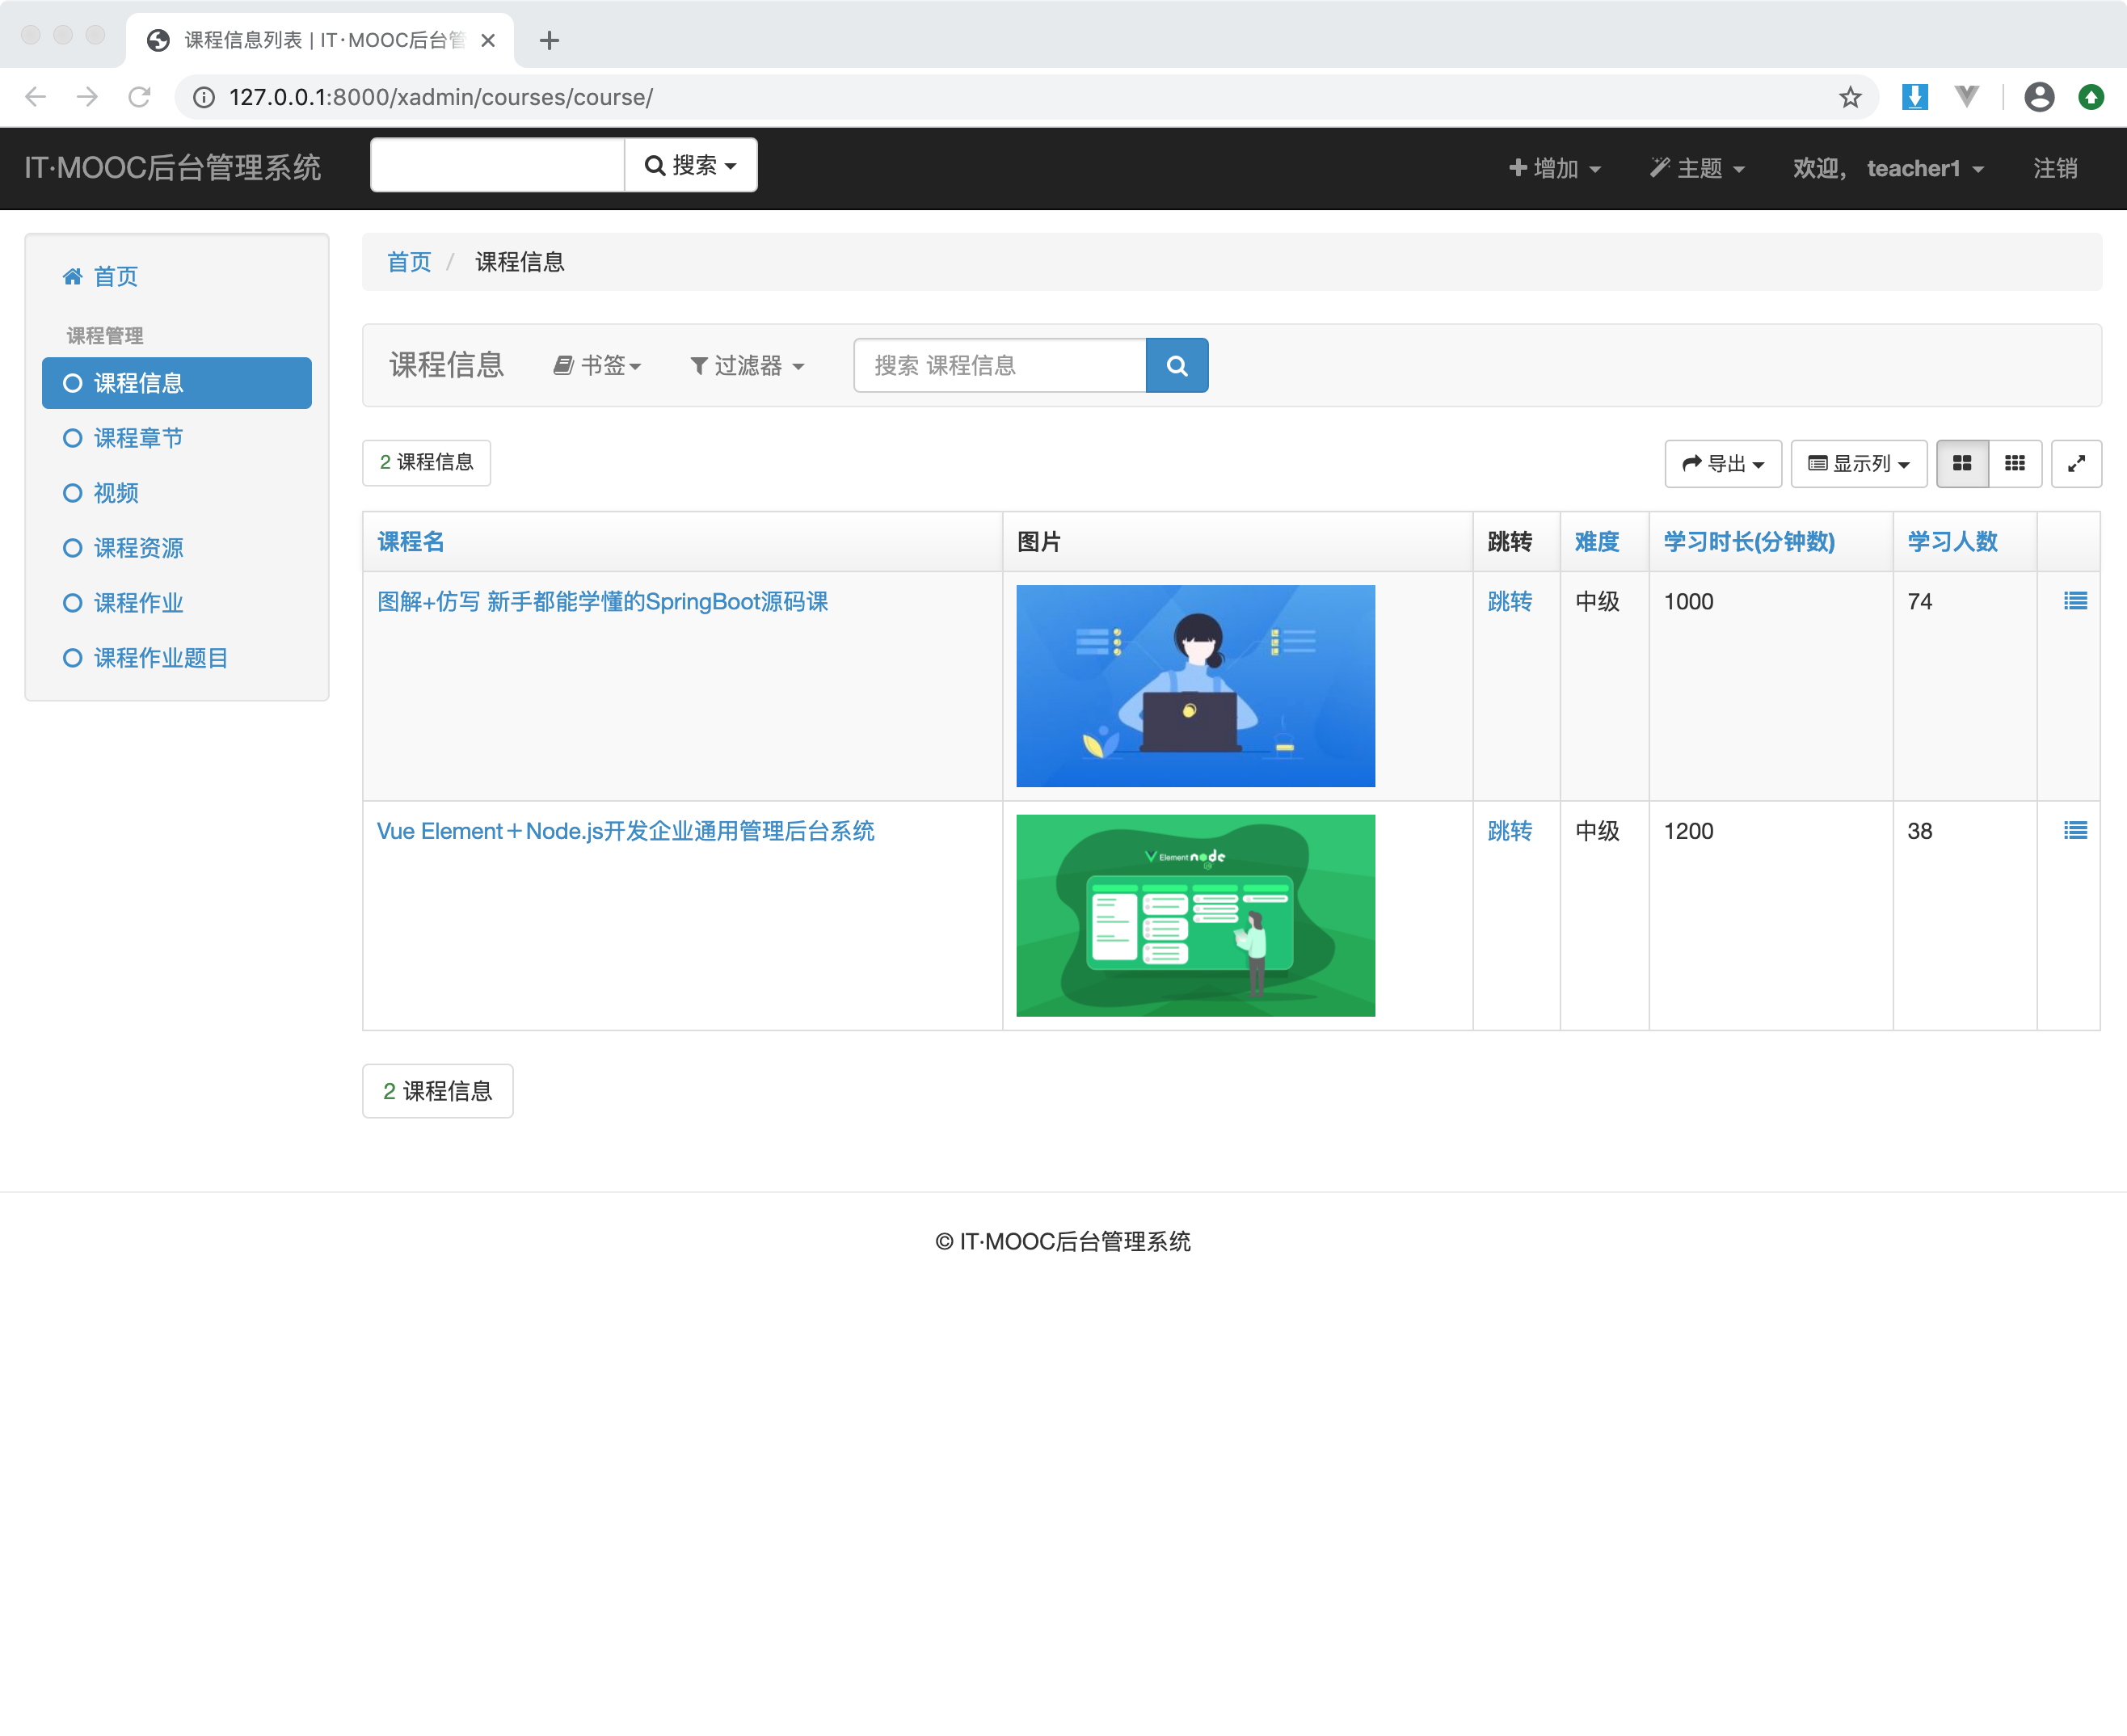 课程信息列表 | IT·MOOC后台管
127.0.0.1:8000/xadmin/courses/course/
IT·MOOC后台管理系统
搜索
增加
主题
欢迎， teacher1
注销
首页
课程管理
课程信息
课程章节
视频
课程资源
课程作业
课程作业题目
首页 / 课程信息
课程信息
书签
过滤器
搜索 课程信息
2 课程信息
导出
显示列
课程名 图片 跳转 难度 学习时长(分钟数) 学习人数
图解+仿写 新手都能学懂的SpringBoot源码课 跳转 中级 1000 74
Vue Element＋Node.js开发企业通用管理后台系统 跳转 中级 1200 38
Element node
2 课程信息
© IT·MOOC后台管理系统